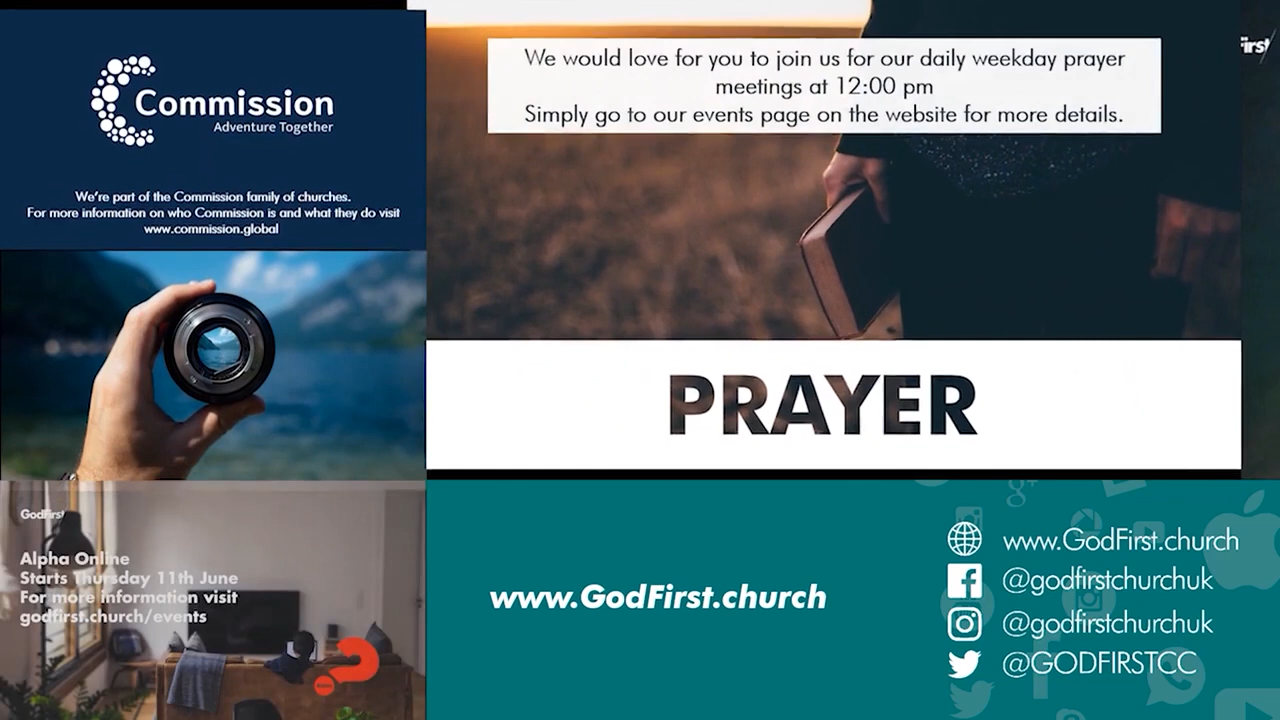 Commission
Adventure Together
We're part of the Commission family of churches.
For more information on who Commission is and what they do visit
www.commission.global
We would love for you to join us for our daily weekday prayer
meetings at 12:00 pm
Simply go to our events page on the website for more details.
PRAYER
GodFirst
Alpha Online
Starts Thursday 11th June
For more information visit
godfirst.church/events
www.GodFirst.church
www.GodFirst.church
@godfirstchurchuk
@godfirstchurchuk
@GODFIRSTCC